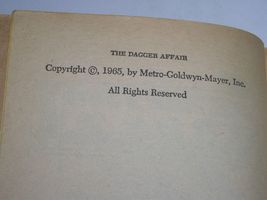 THE DAGGER AFFAIR
Copyright ©, 1965, by Metro-Goldwyn-Mayer, Inc.
All Rights Reserved